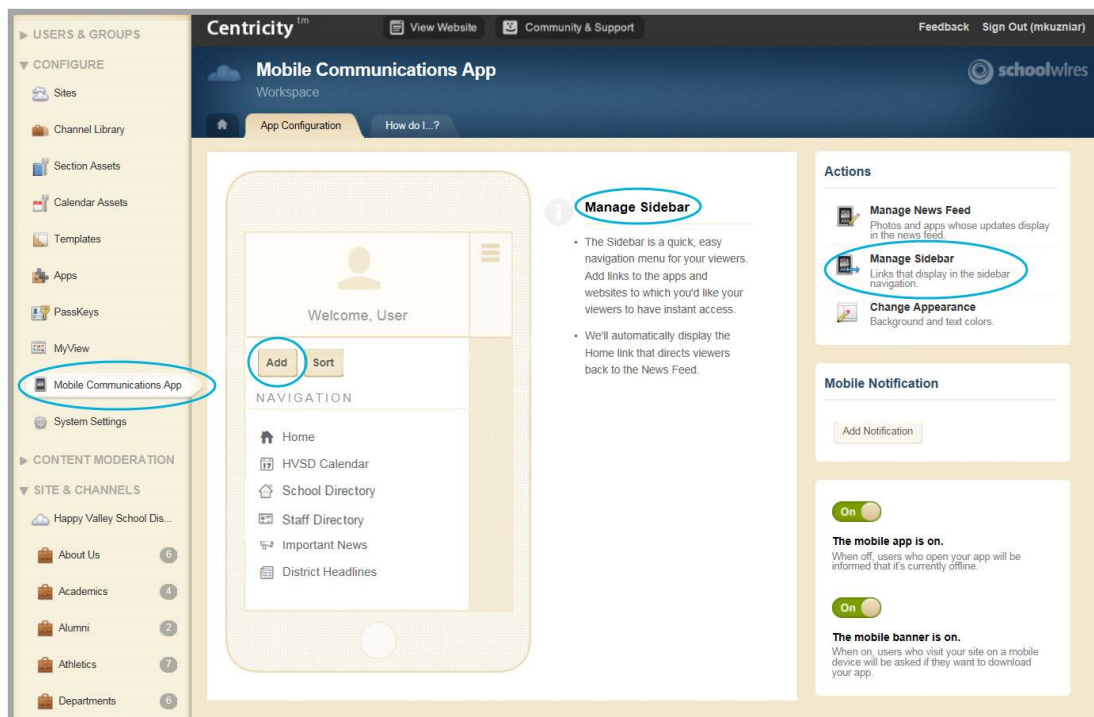 USERS & GROUPS
CONFIGURE
Sites
Channel Library
Section Assets
Calendar Assets
Templates
Apps
PassKeys
MyView
Mobile Communications App
System Settings
CONTENT MODERATION
SITE & CHANNELS
Happy Valley School Dis...
About Us 6
Academics 4
Alumni 2
Athletics 7
Departments 6
Centricity™
View Website
Community & Support
Feedback
Sign Out (mkuzniar)
Mobile Communications App
Workspace
schoolwires
App Configuration
How do I...?
Welcome, User
Add
Sort
NAVIGATION
Home
17 HVSD Calendar
School Directory
Staff Directory
Important News
District Headlines
Manage Sidebar
• The Sidebar is a quick, easy
navigation menu for your viewers.
Add links to the apps and
websites to which you'd like your
viewers to have instant access.
• We'll automatically display the
Home link that directs viewers
back to the News Feed.
Actions
Manage News Feed
Photos and apps whose updates display
in the news feed.
Manage Sidebar
Links that display in the sidebar
navigation.
Change Appearance
Background and text colors.
Mobile Notification
Add Notification
On
The mobile app is on.
When off, users who open your app will be
informed that it's currently offline.
On
The mobile banner is on.
When on, users who visit your site on a mobile
device will be asked if they want to download
your app.